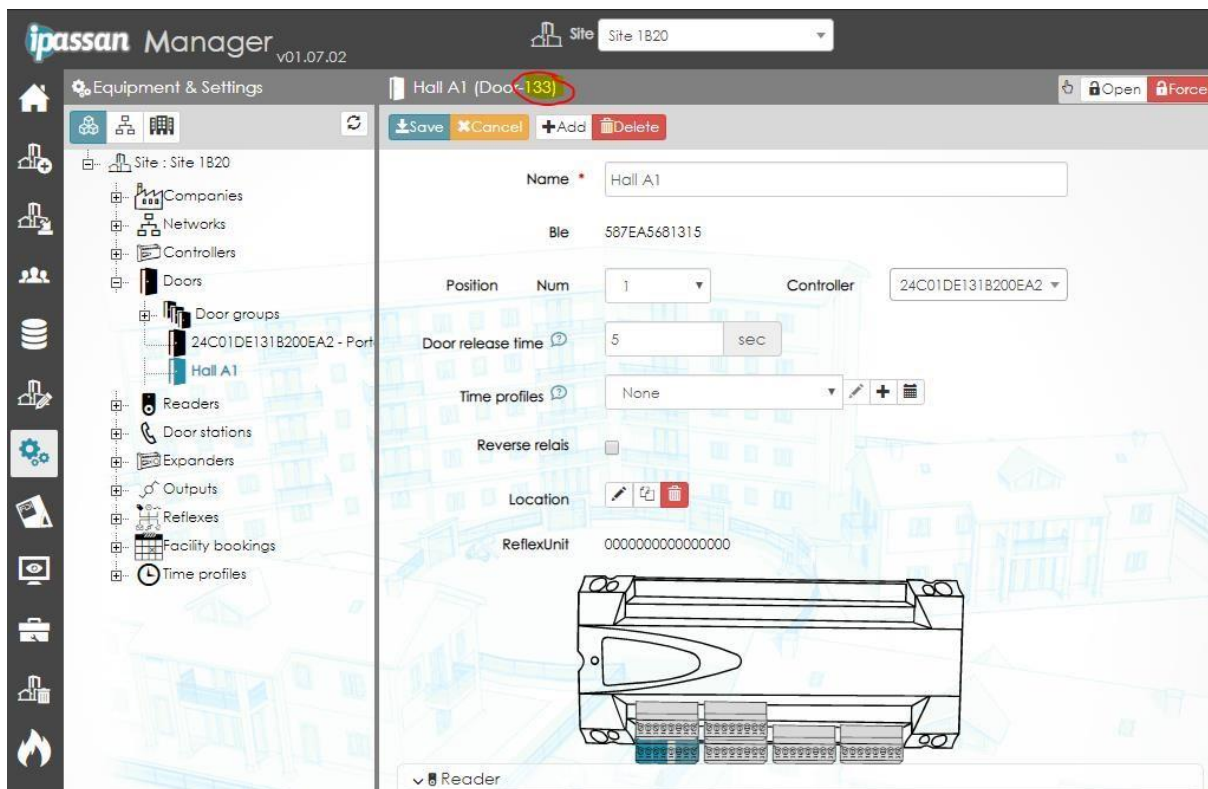 ipassan Manager v01.07.02
Site Site 1B20
Equipment & Settings
Hall A1 (Door-133)
Open Force
Save Cancel Add Delete
Site : Site 1B20
Companies
Networks
Controllers
Doors
Door groups
24C01DE131B200EA2 - Port
Hall A1
Readers
Door stations
Expanders
Outputs
Reflexes
Facility bookings
Time profiles
Name * Hall A1
Ble 587EA5681315
Position Num 1 Controller 24C01DE131B200EA2
Door release time 5 sec
Time profiles None
Reverse relais
Location
ReflexUnit 0000000000000000
Reader